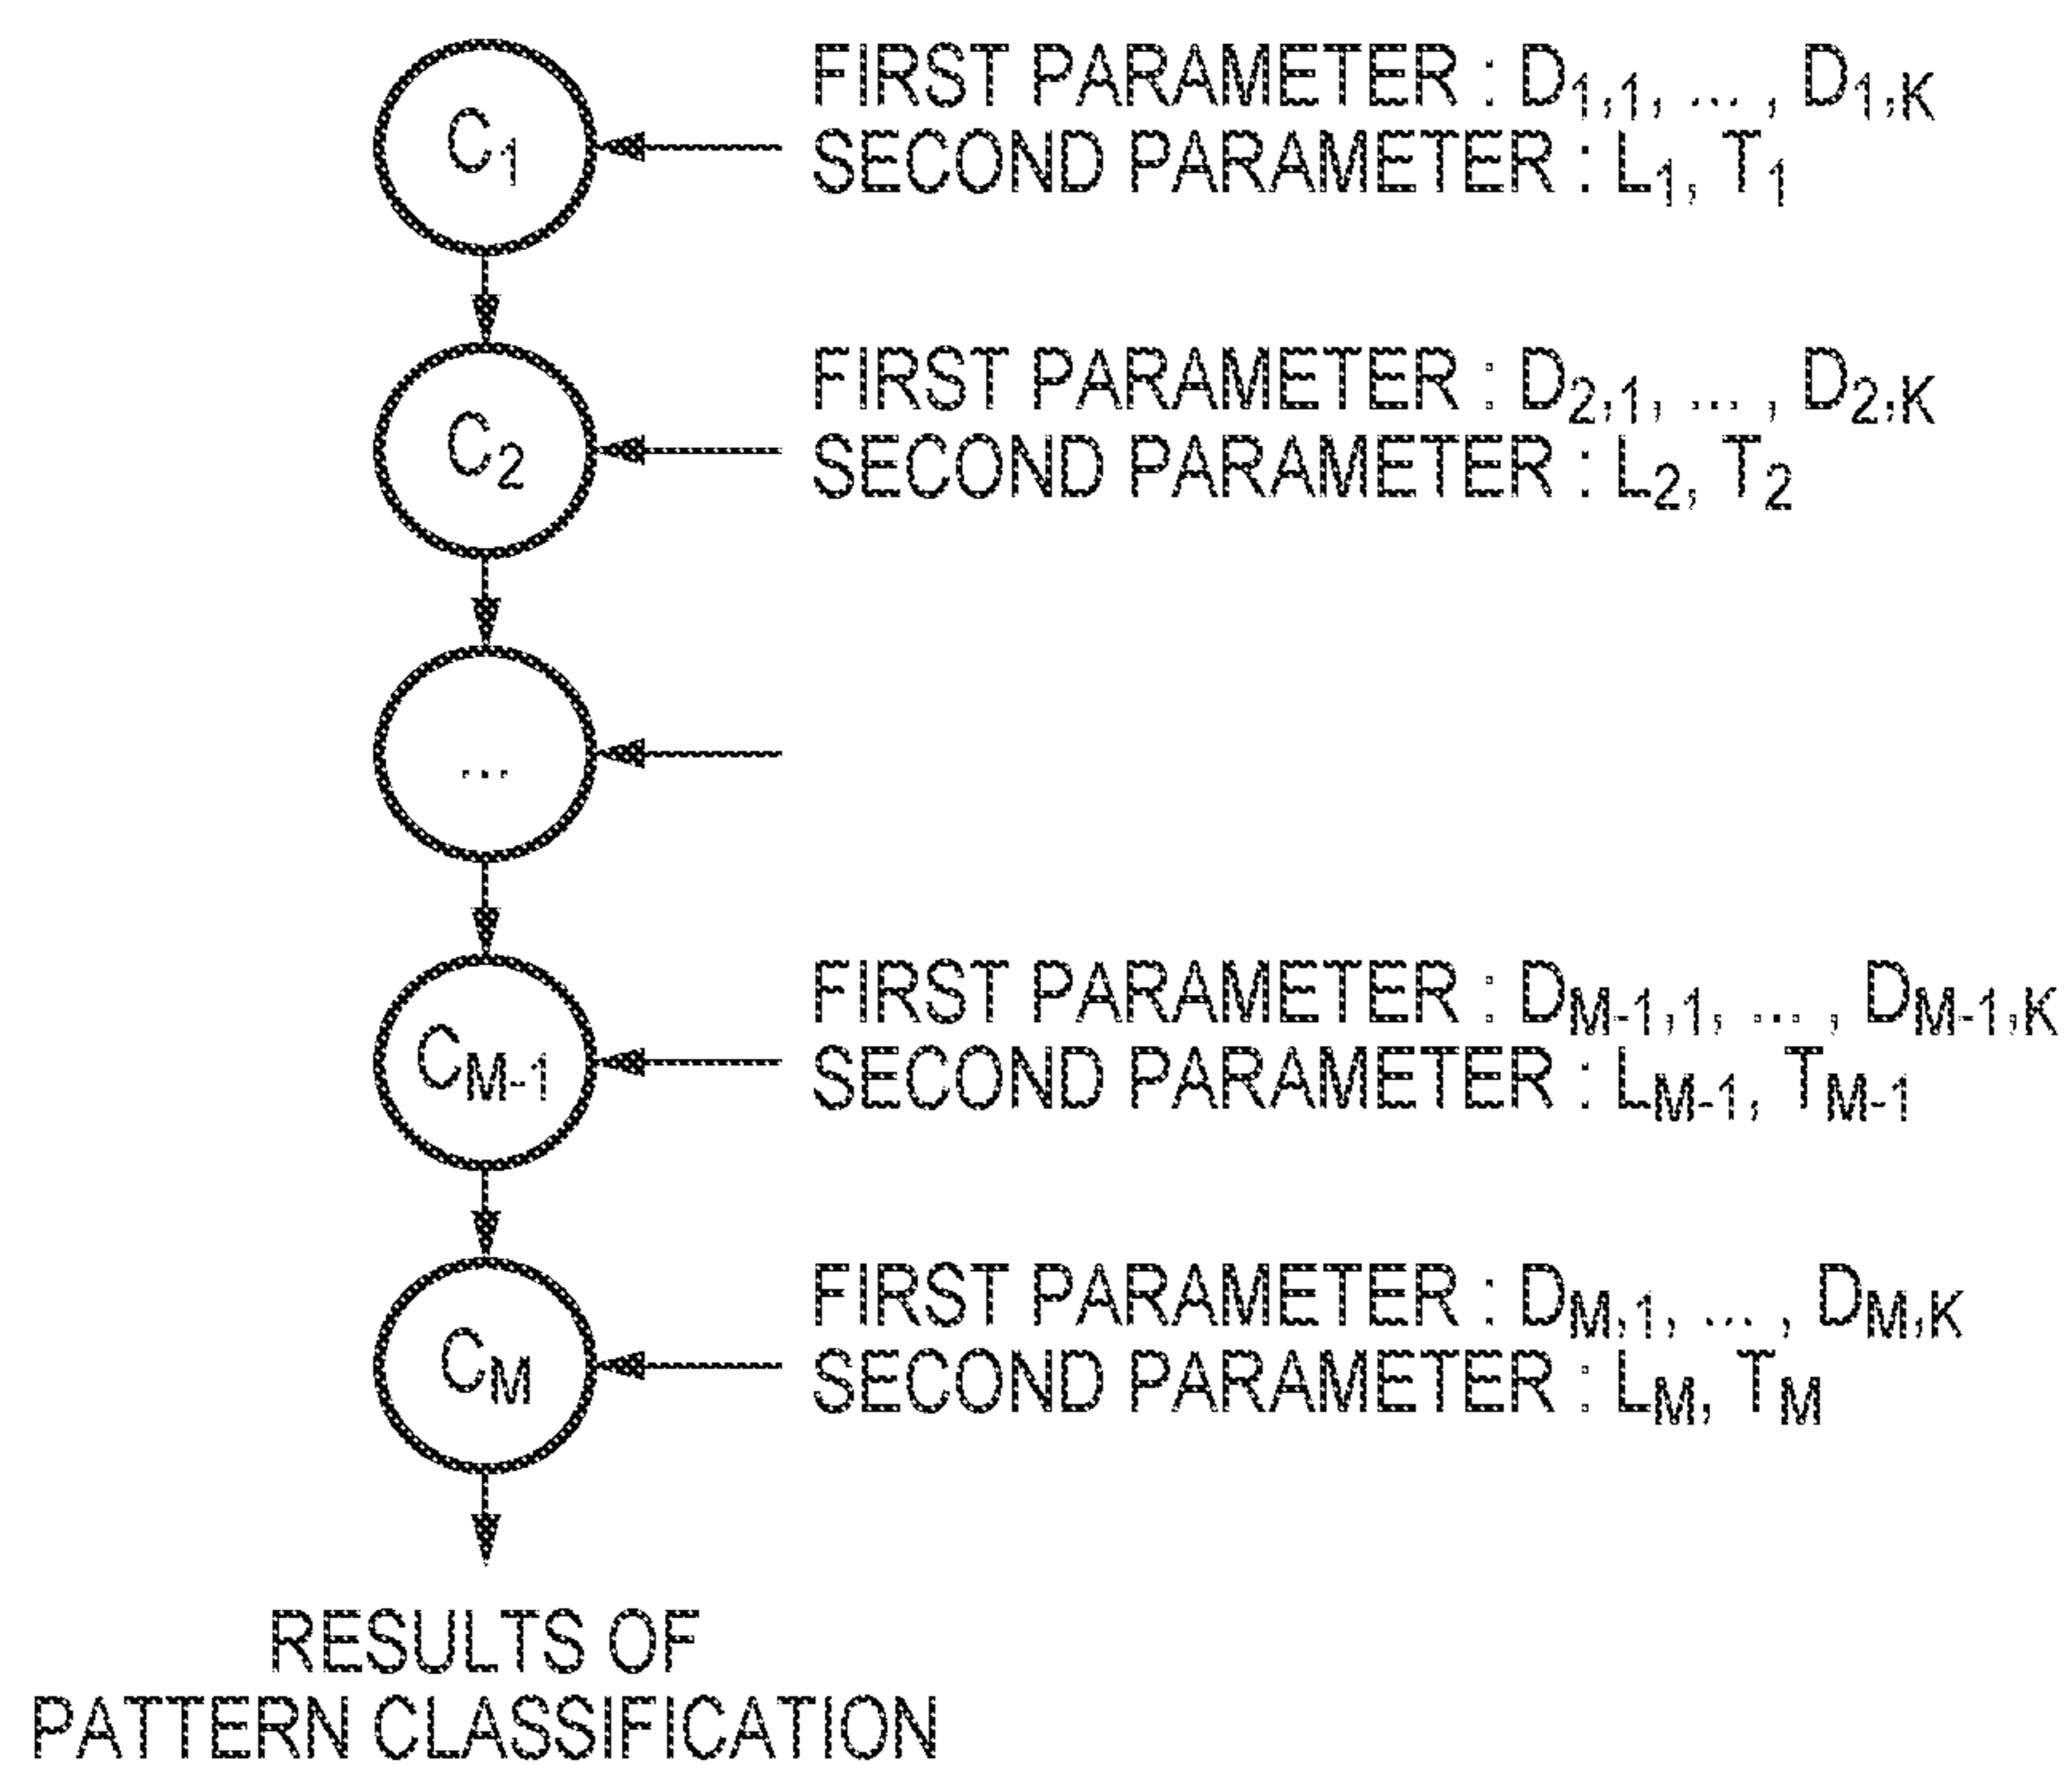 C1
FIRST PARAMETER : D1,1, ... , D1,K
SECOND PARAMETER : L1, T1
C2
FIRST PARAMETER : D2,1, ... , D2,K
SECOND PARAMETER : L2, T2
...
CM-1
FIRST PARAMETER : DM-1,1, ... , DM-1,K
SECOND PARAMETER : LM-1, TM-1
CM
FIRST PARAMETER : DM,1, ... , DM,K
SECOND PARAMETER : LM, TM
RESULTS OF
PATTERN CLASSIFICATION